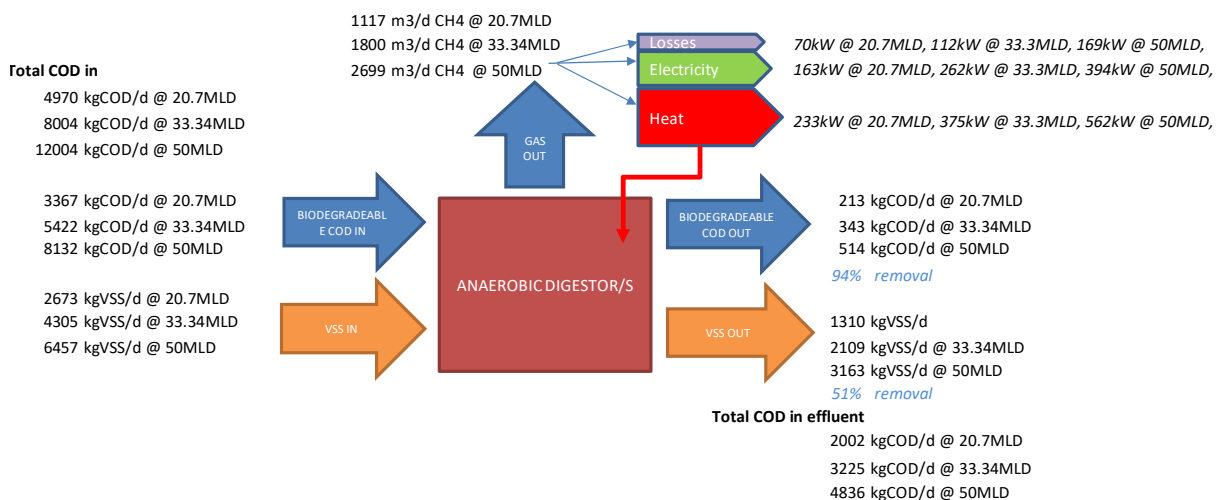 1117 m3/d CH4 @ 20.7MLD
1800 m3/d CH4 @ 33.34MLD
2699 m3/d CH4 @ 50MLD
Losses
70kW @ 20.7MLD, 112kW @ 33.3MLD, 169kW @ 50MLD,
Electricity
163kW @ 20.7MLD, 262kW @ 33.3MLD, 394kW @ 50MLD,
Heat
233kW @ 20.7MLD, 375kW @ 33.3MLD, 562kW @ 50MLD,
Total COD in
4970 kgCOD/d @ 20.7MLD
8004 kgCOD/d @ 33.34MLD
12004 kgCOD/d @ 50MLD
GAS
OUT
3367 kgCOD/d @ 20.7MLD
5422 kgCOD/d @ 33.34MLD
8132 kgCOD/d @ 50MLD
BIODEGRADEABL
E COD IN
BIODEGRADEABLE
COD OUT
213 kgCOD/d @ 20.7MLD
343 kgCOD/d @ 33.34MLD
514 kgCOD/d @ 50MLD
94% removal
ANAEROBIC DIGESTOR/S
2673 kgVSS/d @ 20.7MLD
4305 kgVSS/d @ 33.34MLD
6457 kgVSS/d @ 50MLD
VSS IN
VSS OUT
1310 kgVSS/d
2109 kgVSS/d @ 33.34MLD
3163 kgVSS/d @ 50MLD
51% removal
Total COD in effluent
2002 kgCOD/d @ 20.7MLD
3225 kgCOD/d @ 33.34MLD
4836 kgCOD/d @ 50MLD